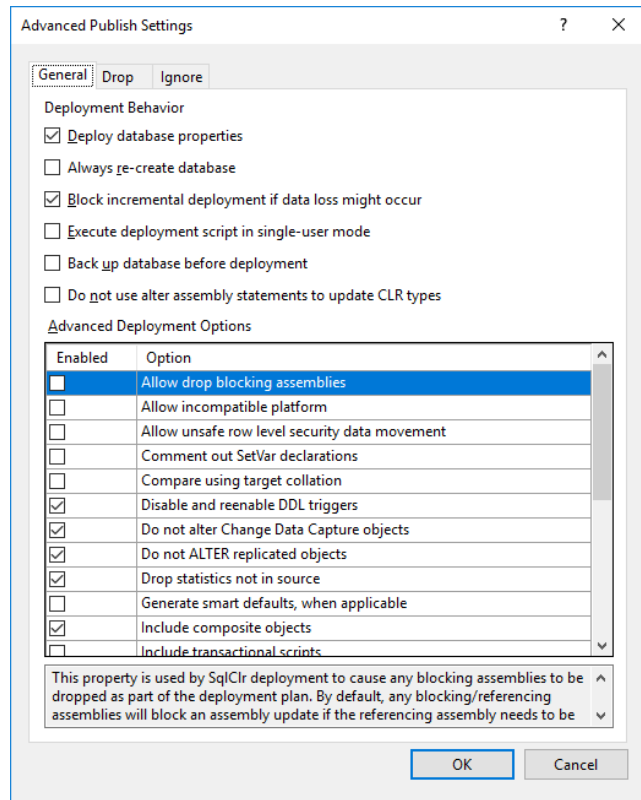 Advanced Publish Settings ?
General Drop Ignore
Deployment Behavior
Deploy database properties
Always re-create database
Block incremental deployment if data loss might occur
Execute deployment script in single-user mode
Back up database before deployment
Do not use alter assembly statements to update CLR types
Advanced Deployment Options
Enabled Option
Allow drop blocking assemblies
Allow incompatible platform
Allow unsafe row level security data movement
Comment out SetVar declarations
Compare using target collation
Disable and reenable DDL triggers
Do not alter Change Data Capture objects
Do not ALTER replicated objects
Drop statistics not in source
Generate smart defaults, when applicable
Include composite objects
Include transactional scripts
This property is used by SqlClr deployment to cause any blocking assemblies to be
dropped as part of the deployment plan. By default, any blocking/referencing
assemblies will block an assembly update if the referencing assembly needs to be
OK Cancel